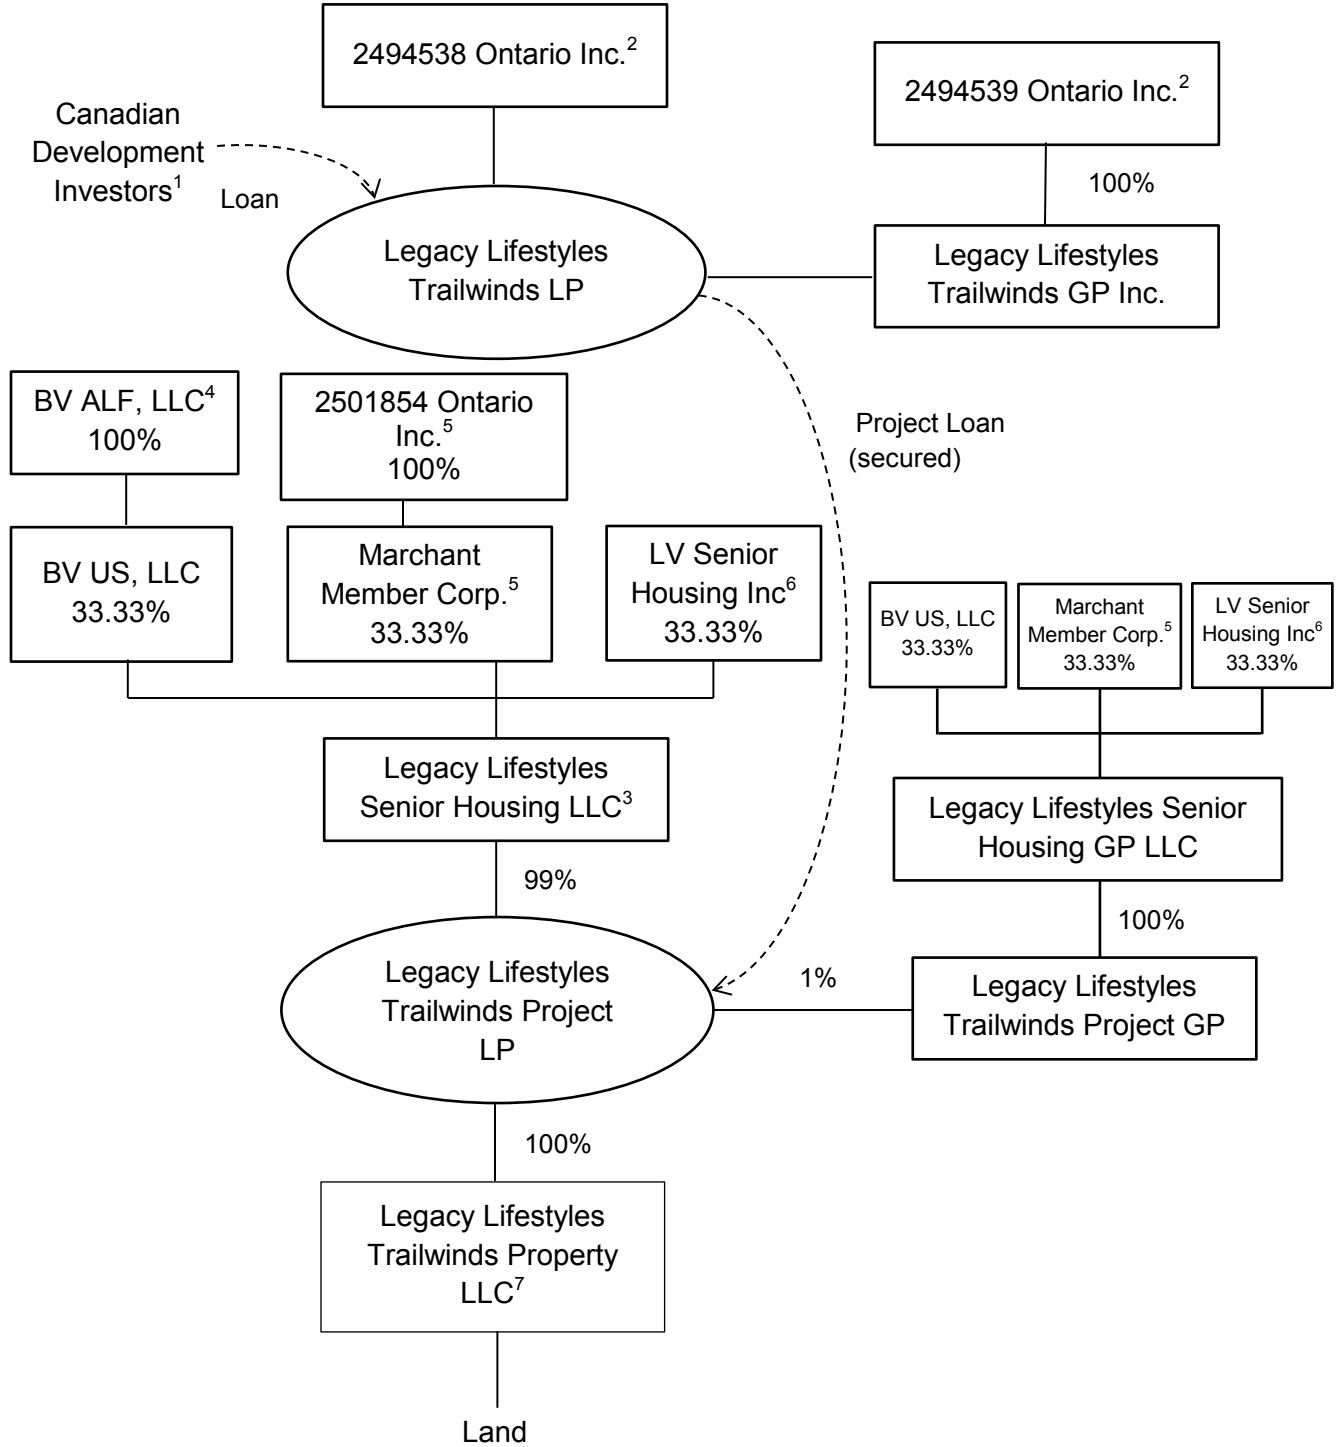 2494538 Ontario Inc.2
2494539 Ontario Inc.2
Canadian
Development
Investors1
Loan
100%
Legacy Lifestyles
Trailwinds LP
Legacy Lifestyles
Trailwinds GP Inc.
BV ALF, LLC4
100%
2501854 Ontario
Inc.5
100%
Project Loan
(secured)
BV US, LLC
33.33%
Marchant
Member Corp.5
33.33%
LV Senior
Housing Inc6
33.33%
BV US, LLC
33.33%
Marchant
Member Corp.5
33.33%
LV Senior
Housing Inc6
33.33%
Legacy Lifestyles
Senior Housing LLC3
Legacy Lifestyles Senior
Housing GP LLC
99%
100%
Legacy Lifestyles
Trailwinds Project
LP
1%
Legacy Lifestyles
Trailwinds Project GP
100%
Legacy Lifestyles
Trailwinds Property
LLC7
Land